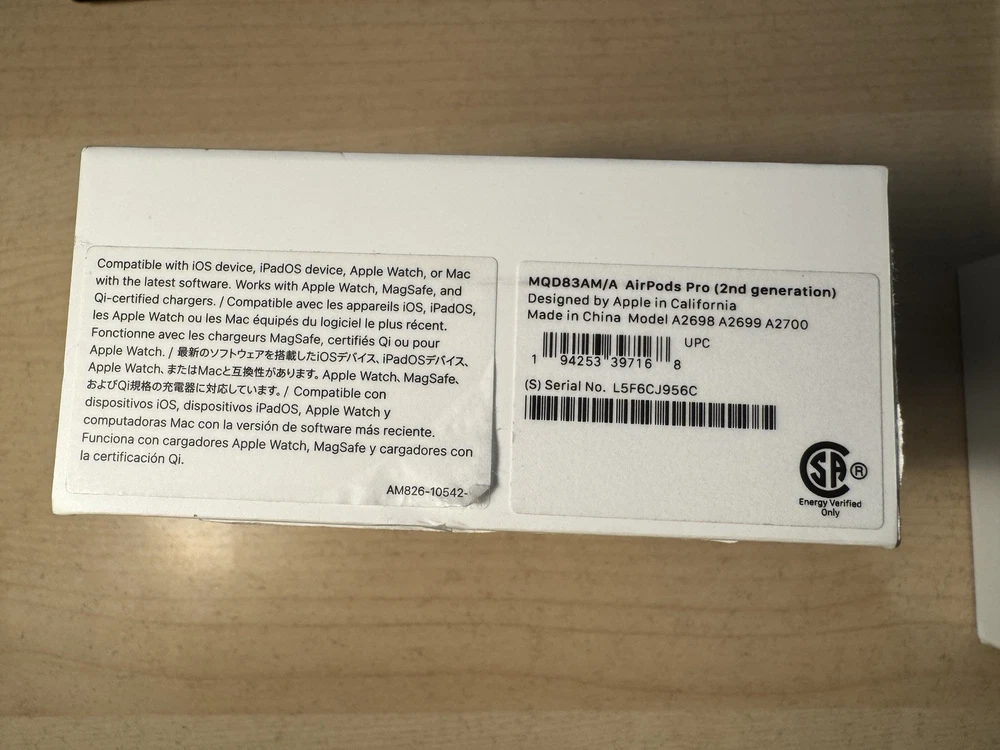 Compatible with iOS device, iPadOS device, Apple Watch, or Mac
with the latest software. Works with Apple Watch, MagSafe, and
Qi-certified chargers. / Compatible avec les appareils iOS, iPadOS,
les Apple Watch ou les Mac équipés du logiciel le plus récent.
Fonctionne avec les chargeurs MagSafe, certifiés Qi ou pour
Apple Watch. / 最新のソフトウェアを搭載したiOSデバイス、iPadOSデバイス、
Apple Watch、またはMacと互換性があります。Apple Watch、MagSafe、
およびQi規格の充電器に対応しています。/ Compatible con
dispositivos iOS, dispositivos iPadOS, Apple Watch y
computadoras Mac con la versión de software más reciente.
Funciona con cargadores Apple Watch, MagSafe y cargadores con
la certificación Qi.
AM826-10542-
MQD83AM/A AirPods Pro (2nd generation)
Designed by Apple in California
Made in China Model A2698 A2699 A2700
UPC
1 94253 39716 8
(S) Serial No. L5F6CJ956C
SA ®
Energy Verified
Only